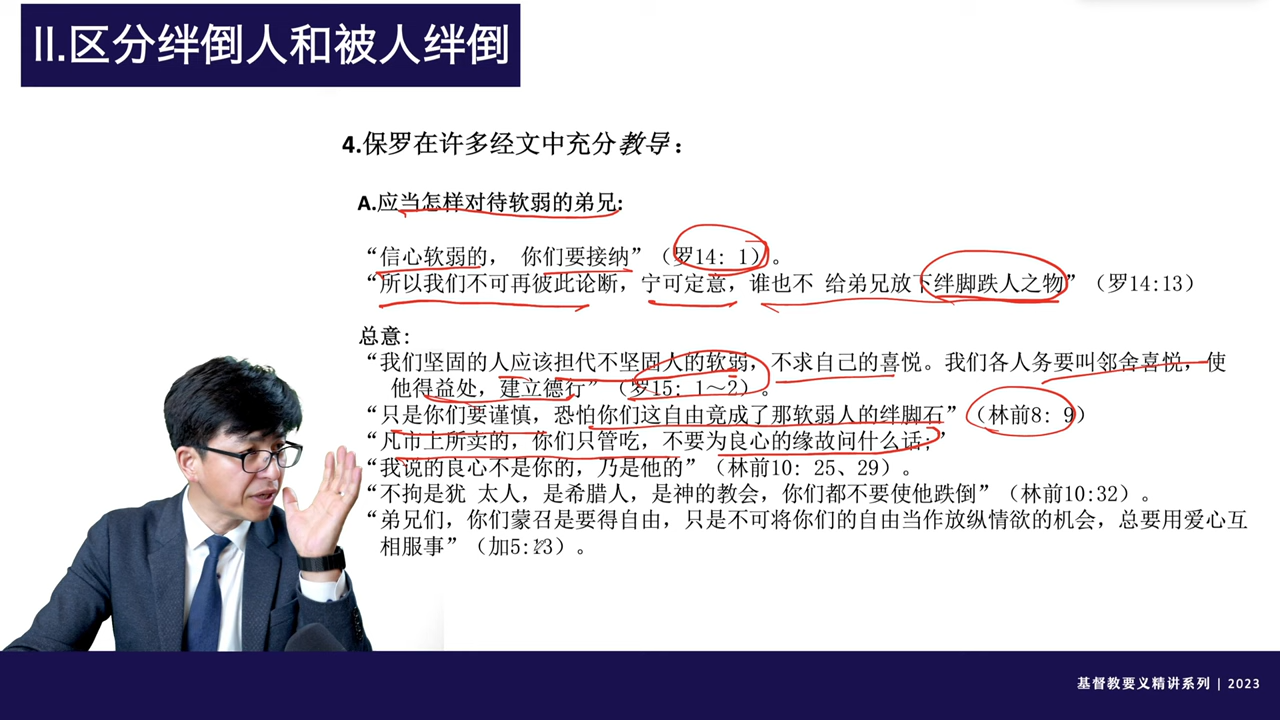 II.区分绊倒人和被人绊倒
4.保罗在许多经文中充分教导：
A.应当怎样对待软弱的弟兄:
“信心软弱的， 你们要接纳”（罗14: 1）。
“所以我们不可再彼此论断，宁可定意，谁也不 给弟兄放下绊脚跌人之物”（罗14:13）
总意:
“我们坚固的人应该担代不坚固人的软弱，不求自己的喜悦。我们各人务要叫邻舍喜悦，使
他得益处，建立德行”（罗15: 1～2）。
“只是你们要谨慎，恐怕你们这自由竟成了那软弱人的绊脚石”（林前8: 9）
“凡市上所卖的，你们只管吃，不要为良心的缘故问什么话;”
“我说的良心不是你的，乃是他的”（林前10: 25、29）。
“不拘是犹 太人，是希腊人，是神的教会，你们都不要使他跌倒”（林前10:32）。
“弟兄们，你们蒙召是要得自由，只是不可将你们的自由当作放纵情欲的机会，总要用爱心互
相服事”（加5:13）。
基督教要义精讲系列 | 2023